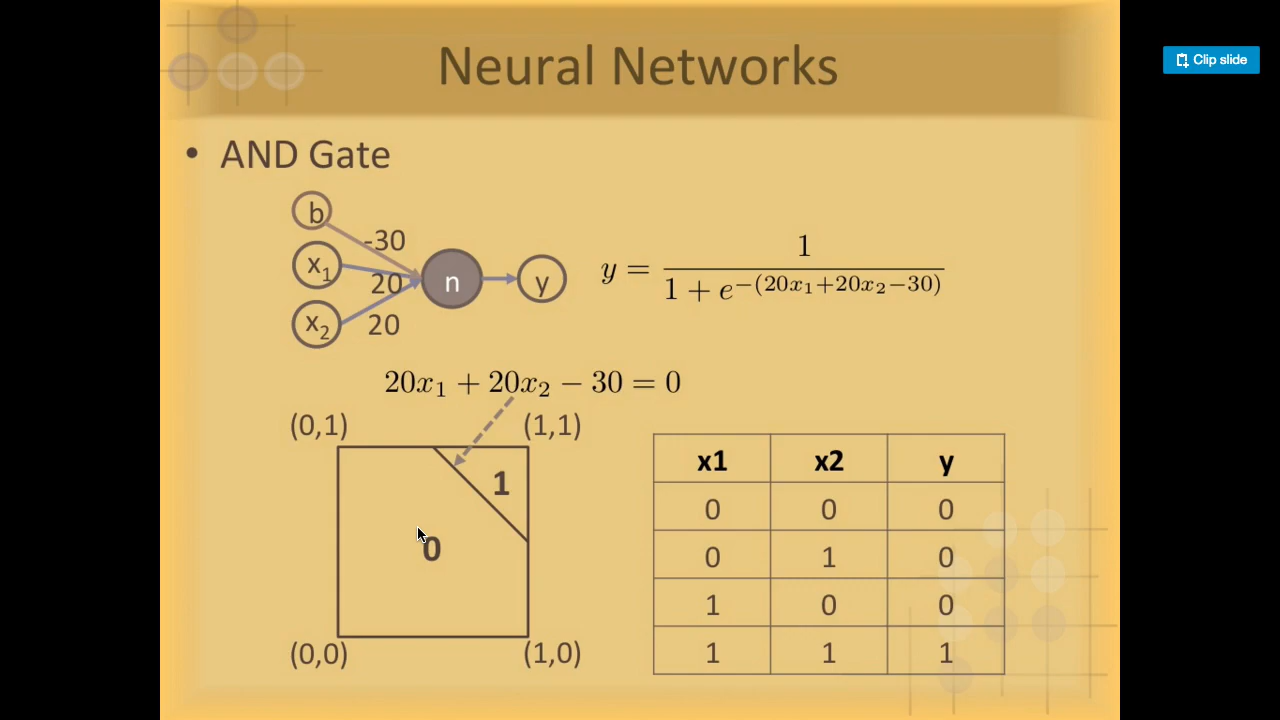 Clip slide
Neural Networks
• AND Gate
b
-30
x₁
20
x₂
20
n
y
y = 1 / (1 + e^{-(20x₁+20x₂-30)})
20x₁ + 20x₂ − 30 = 0
(0,1) (1,1)
1
0
(0,0) (1,0)
x1 x2 y
0 0 0
0 1 0
1 0 0
1 1 1